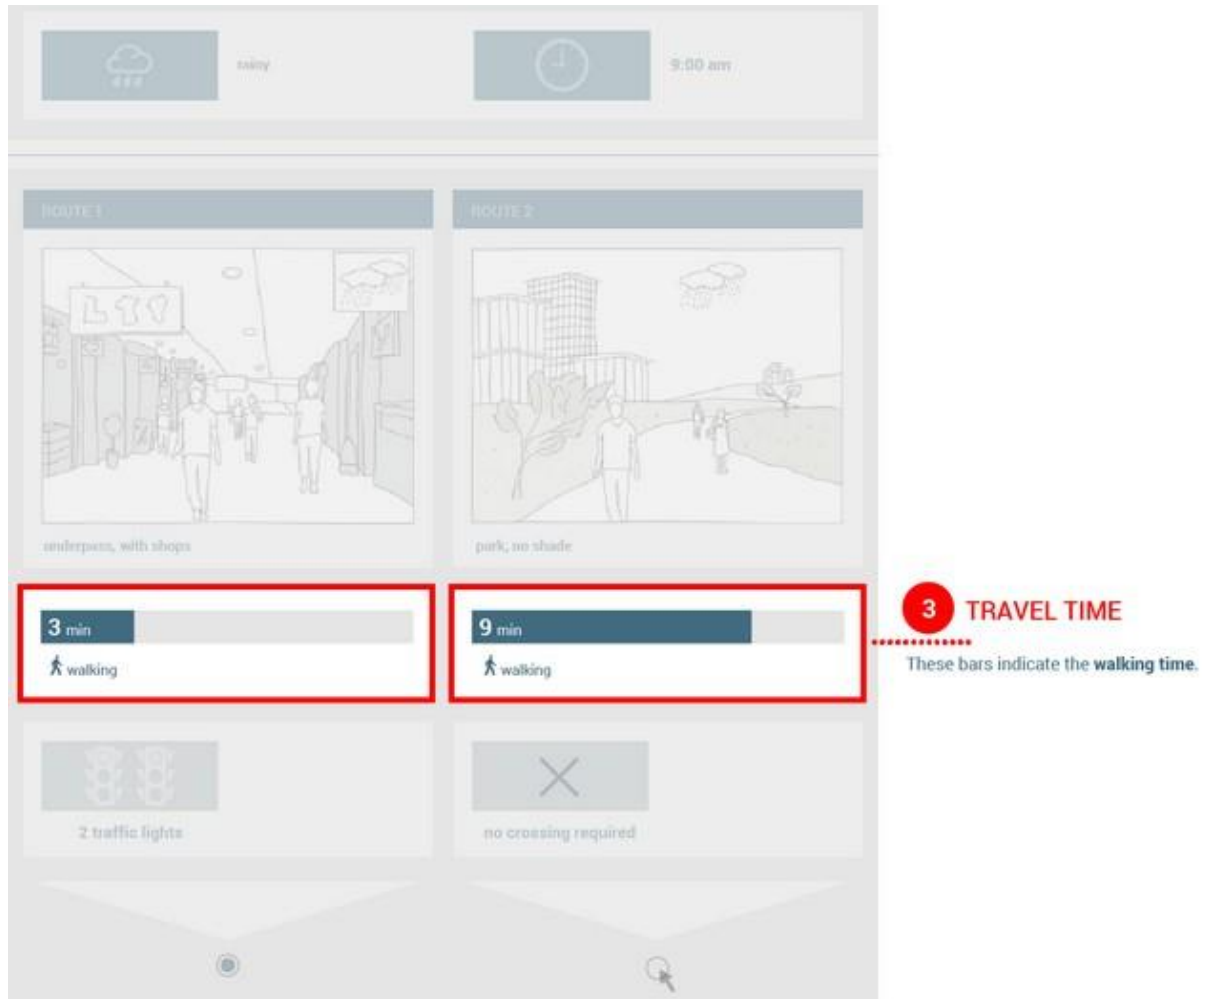 rainy
9:00 am
ROUTE 1
ROUTE 2
underpass, with shops
park, no shade
3 min
walking
9 min
walking
3 TRAVEL TIME
These bars indicate the walking time.
2 traffic lights
no crossing required